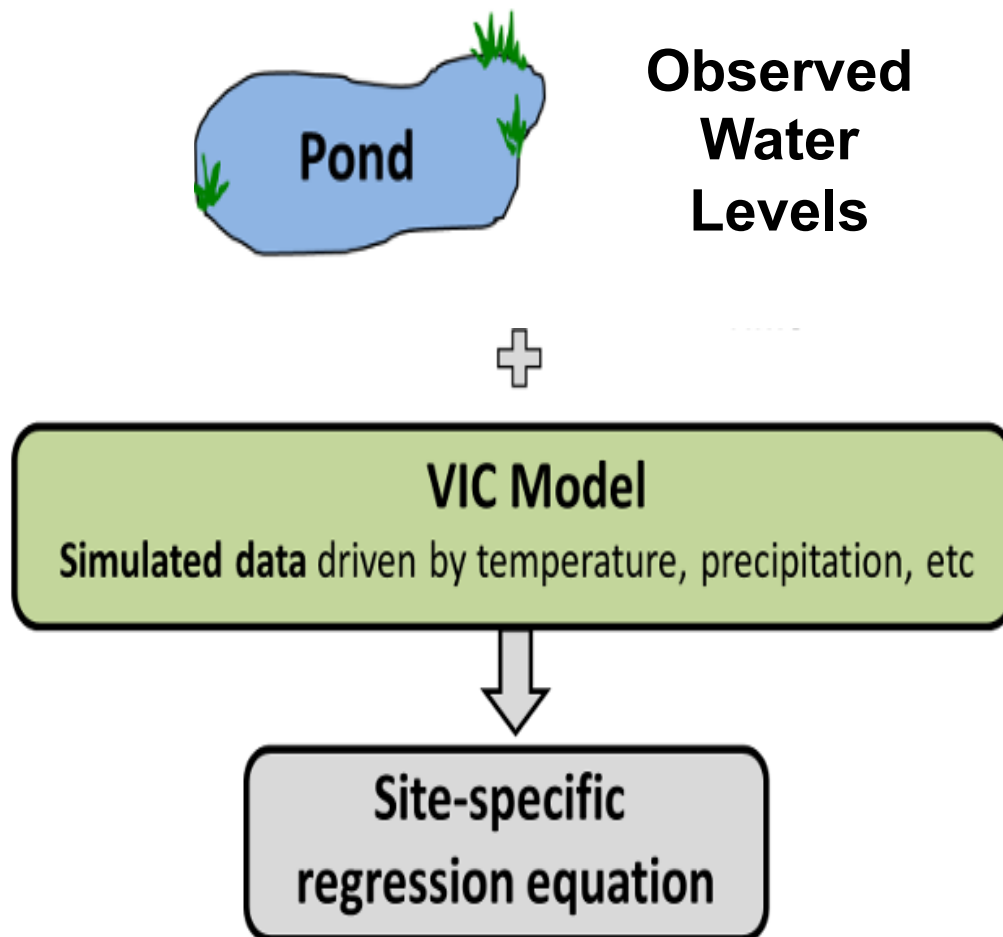 Pond
Observed
Water
Levels
VIC Model
Simulated data driven by temperature, precipitation, etc
Site-specific
regression equation